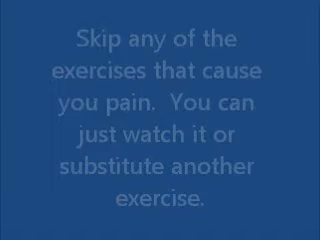 Skip any of the
exercises that cause
you pain.  You can
just watch it or
substitute another
exercise.